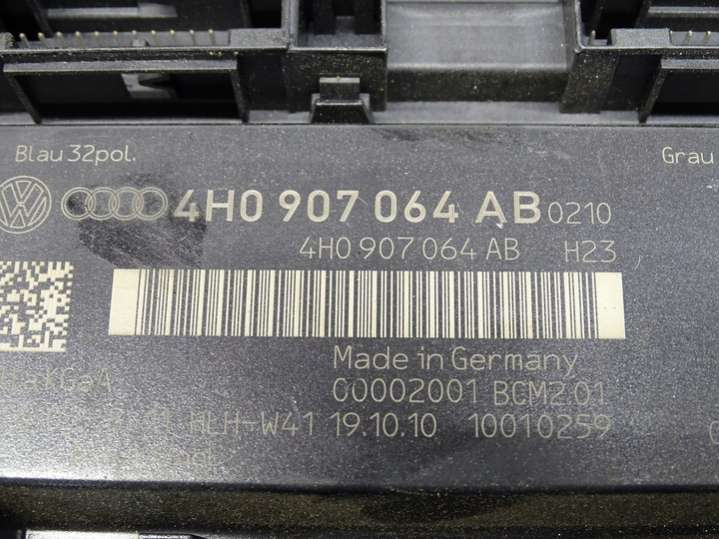 Blau 32pol.
Grau
4H0 907 064 AB 0210
4H0 907 064 AB H23
Made in Germany
00002001 BCM2.01
HLH-W41 19.10.10 10010259